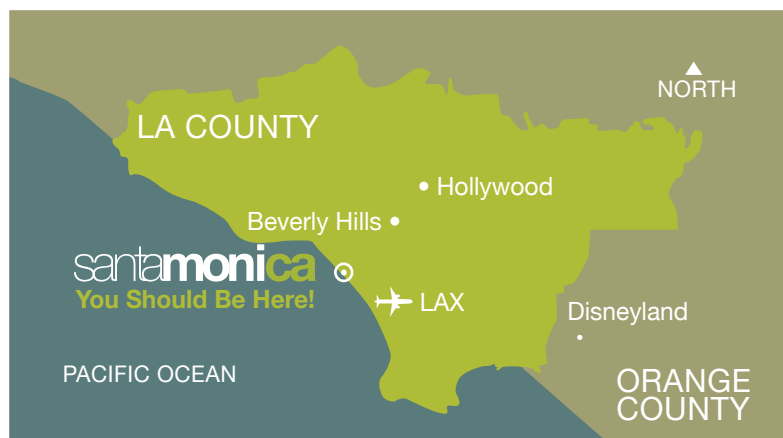 NORTH
LA COUNTY
Hollywood
Beverly Hills
santamonica
You Should Be Here!
LAX
Disneyland
PACIFIC OCEAN
ORANGE
COUNTY